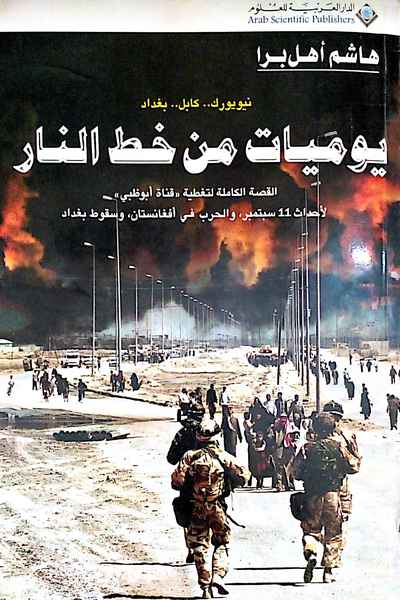 الدار العربية للعلوم
Arab Scientific Publishers
هاشم أهل برا
نيويورك.. كابل.. بغداد
يوميات من خط النار
القصة الكاملة لتغطية «قناة أبوظبي»
لأحداث 11 سبتمبر، والحرب في أفغانستان، وسقوط بغداد